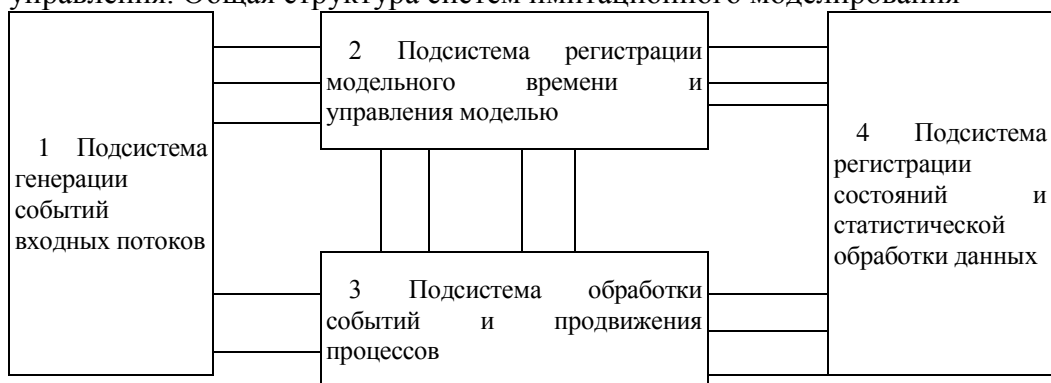 управления. Общая структура систем имитационного моделирования
1 Подсистема
генерации
событий
входных потоков
2 Подсистема регистрации
модельного времени и
управления моделью
3 Подсистема обработки
событий и продвижения
процессов
4 Подсистема
регистрации
состояний и
статистической
обработки данных